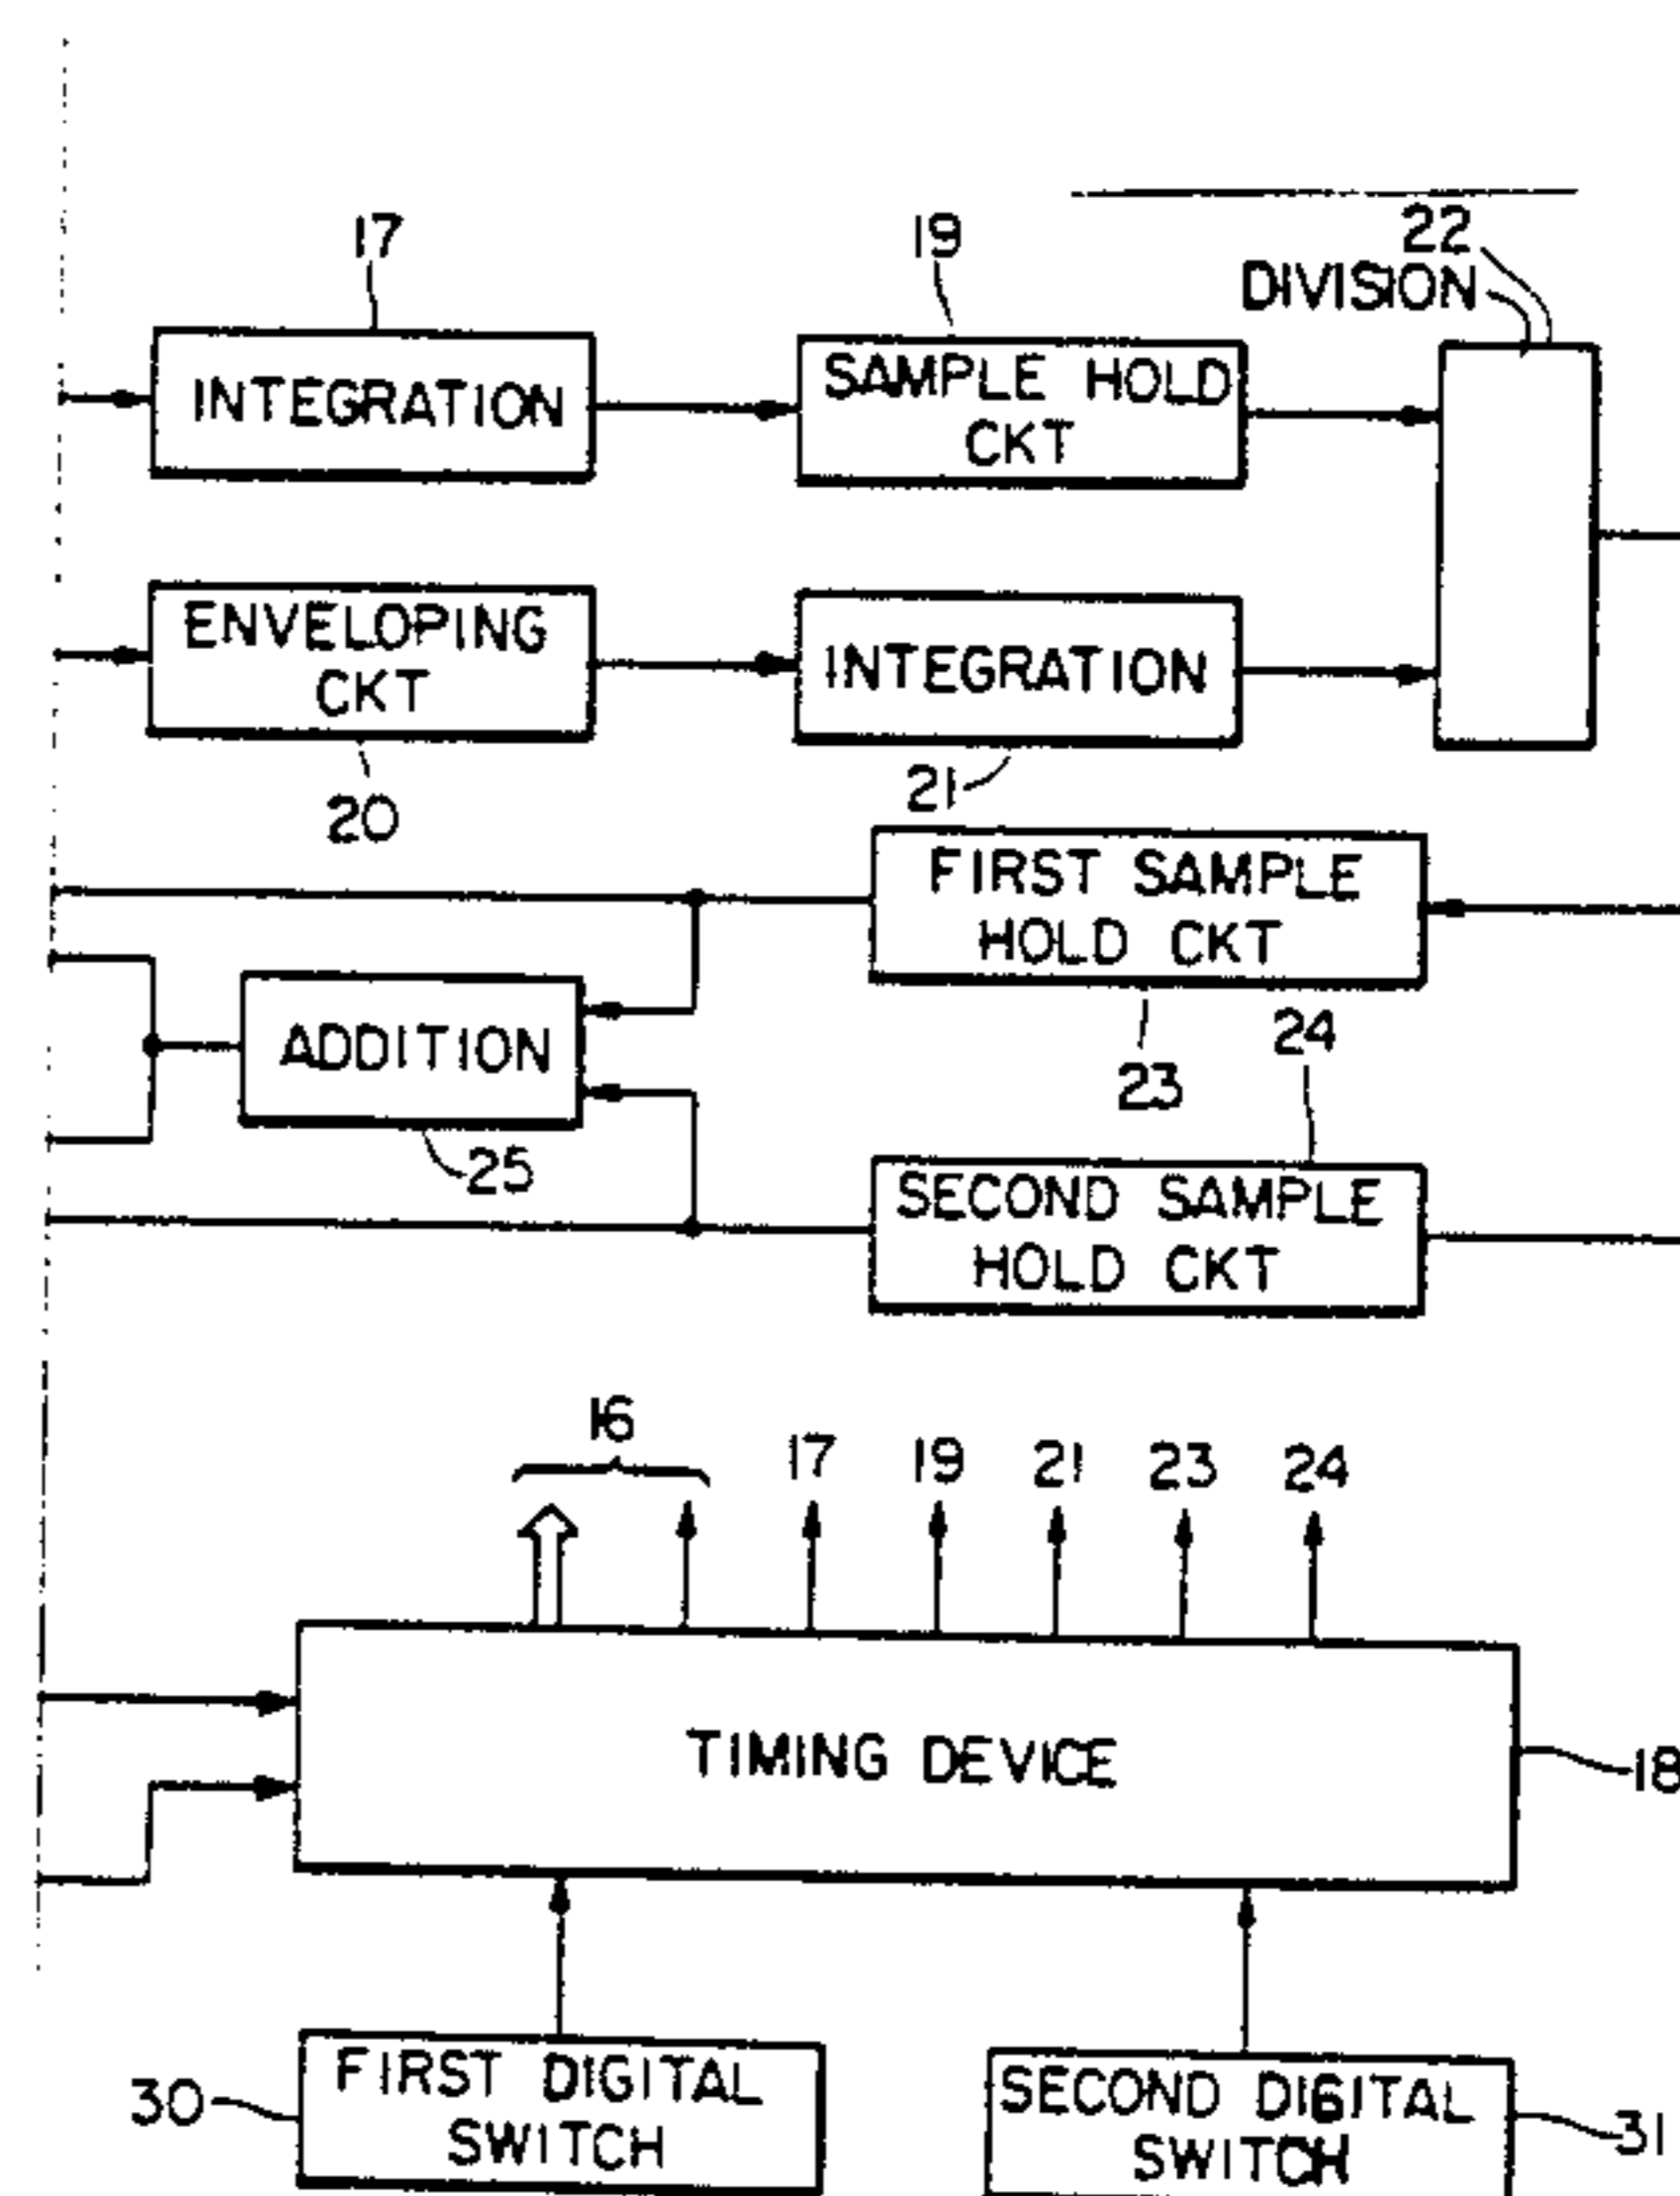 17
19
22
DIVISION
INTEGRATION
SAMPLE HOLD
CKT
ENVELOPING
CKT
INTEGRATION
20
21
FIRST SAMPLE
HOLD CKT
ADDITION
23
24
25
SECOND SAMPLE
HOLD CKT
16
17
19
21
23
24
TIMING DEVICE
18
30
FIRST DIGITAL
SWITCH
SECOND DIGITAL
SWITCH
31